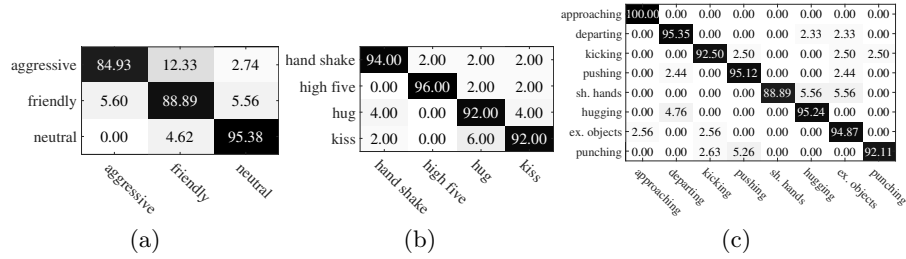 aggressive 84.93 12.33 2.74
friendly 5.60 88.89 5.56
neutral 0.00 4.62 95.38
aggressive friendly neutral
(a)
hand shake 94.00 2.00 2.00 2.00
high five 0.00 96.00 2.00 2.00
hug 4.00 0.00 92.00 4.00
kiss 2.00 0.00 6.00 92.00
hand shake high five hug kiss
(b)
approaching 100.00 0.00 0.00 0.00 0.00 0.00 0.00 0.00
departing 0.00 95.35 0.00 0.00 0.00 2.33 2.33 0.00
kicking 0.00 0.00 92.50 2.50 0.00 0.00 2.50 2.50
pushing 0.00 2.44 0.00 95.12 0.00 0.00 2.44 0.00
sh. hands 0.00 0.00 0.00 0.00 88.89 5.56 5.56 0.00
hugging 0.00 4.76 0.00 0.00 0.00 95.24 0.00 0.00
ex. objects 2.56 0.00 2.56 0.00 0.00 0.00 94.87 0.00
punching 0.00 0.00 2.63 5.26 0.00 0.00 0.00 92.11
approaching departing kicking pushing sh. hands hugging ex. objects punching
(c)